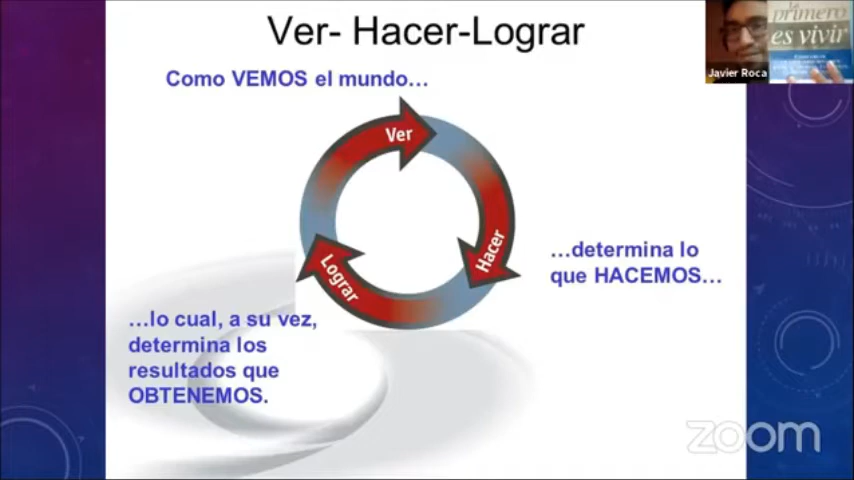 Ver- Hacer-Lograr
Como VEMOS el mundo…
Ver
Hacer
Lograr
…determina lo
que HACEMOS…
…lo cual, a su vez,
determina los
resultados que
OBTENEMOS.
primero
es vivir
Javier Roca
zoom